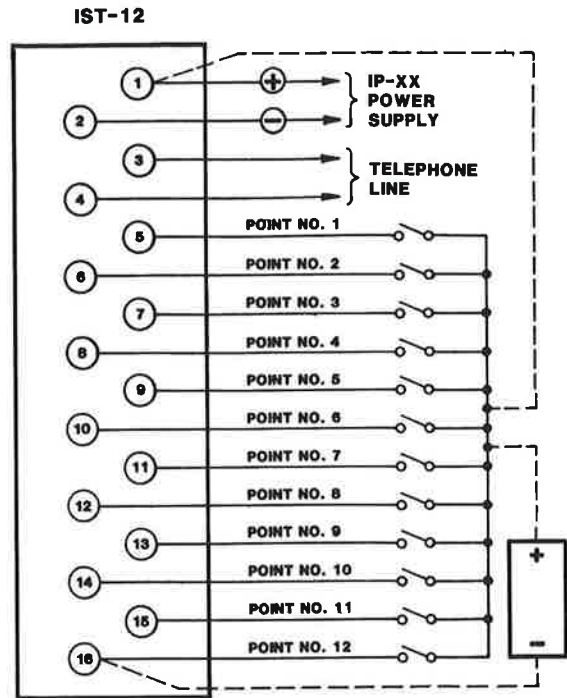 IST-12
1
+
IP-XX
POWER
SUPPLY
2
−
3
TELEPHONE
LINE
4
5
POINT NO. 1
6
POINT NO. 2
7
POINT NO. 3
8
POINT NO. 4
9
POINT NO. 5
10
POINT NO. 6
11
POINT NO. 7
12
POINT NO. 8
13
POINT NO. 9
14
POINT NO. 10
15
POINT NO. 11
16
POINT NO. 12
+
−